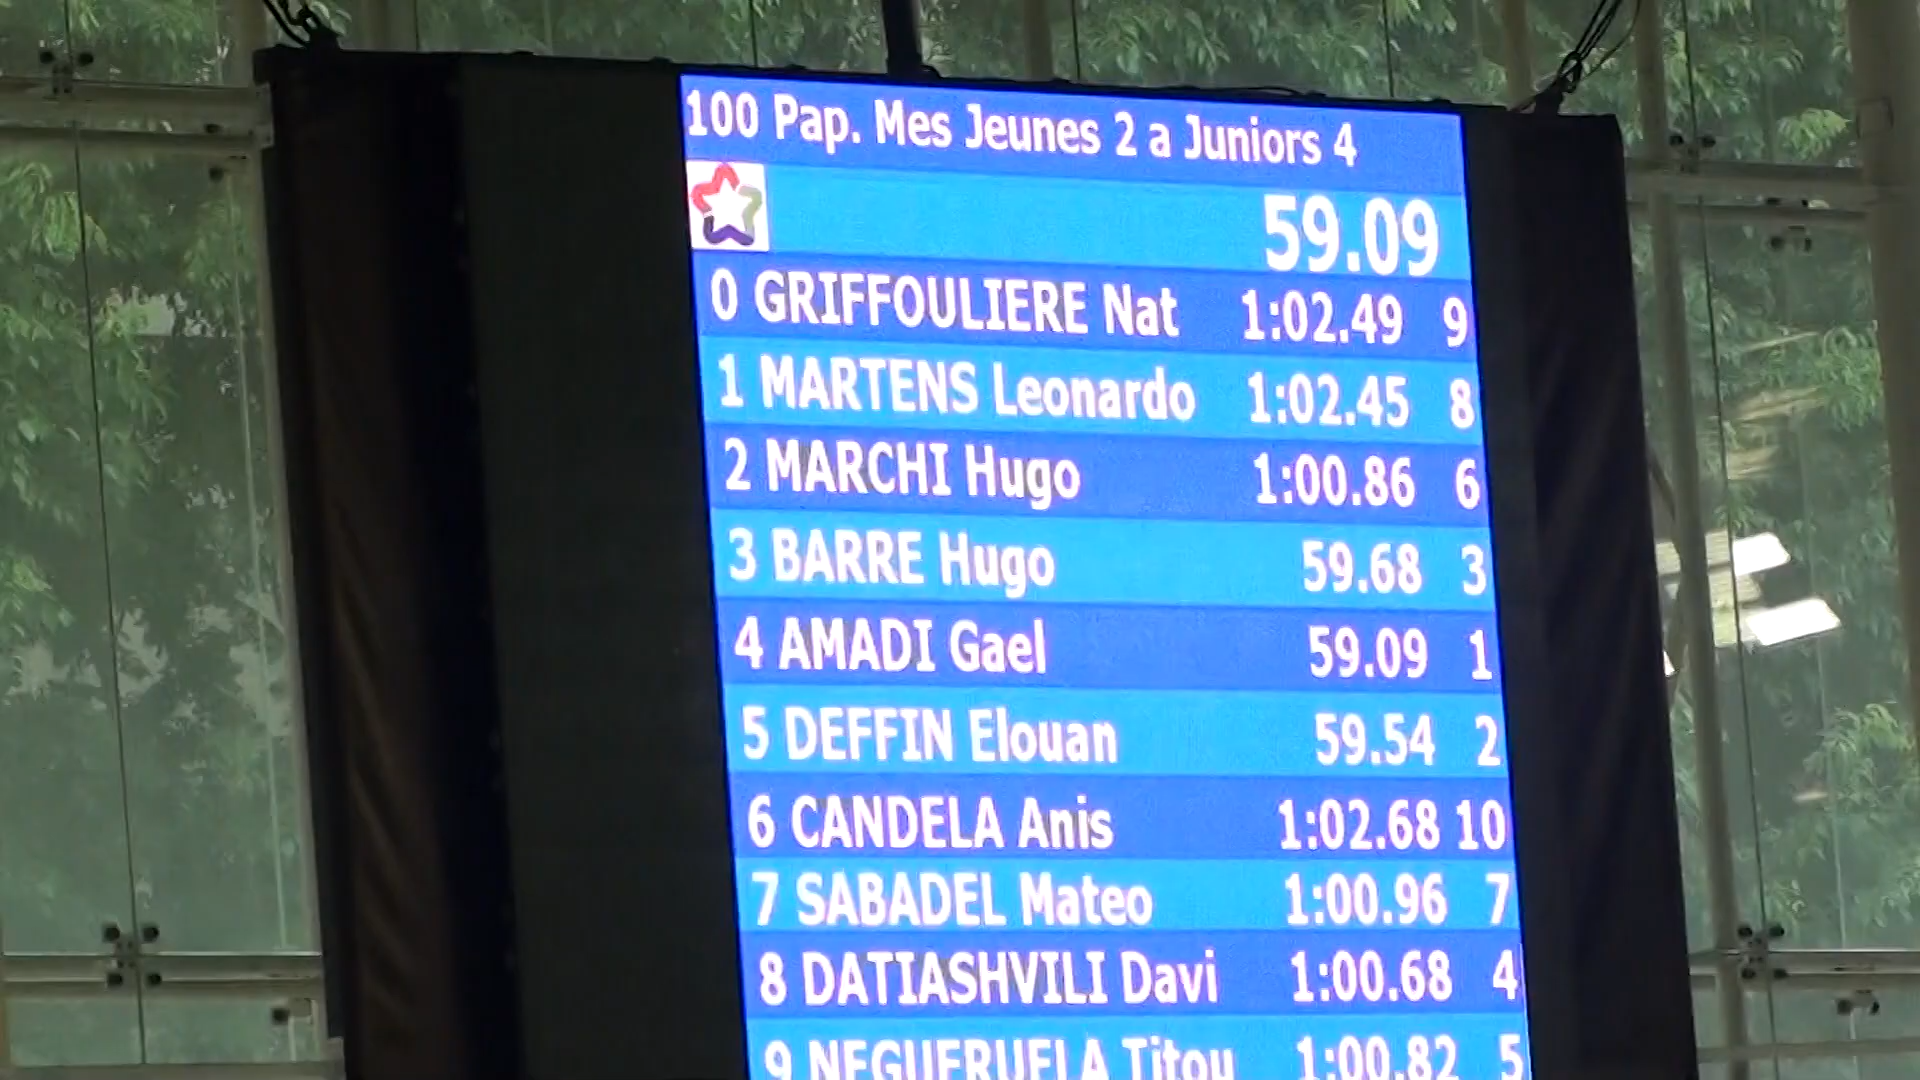 100 Pap. Mes Jeunes 2 a Juniors 4
59.09
0 GRIFFOULIERE Nat 1:02.49 9
1 MARTENS Leonardo 1:02.45 8
2 MARCHI Hugo 1:00.86 6
3 BARRE Hugo 59.68 3
4 AMADI Gael 59.09 1
5 DEFFIN Elouan 59.54 2
6 CANDELA Anis 1:02.68 10
7 SABADEL Mateo 1:00.96 7
8 DATIASHVILI Davi 1:00.68 4
9 NEGUERUELA Titou 1:00.82 5